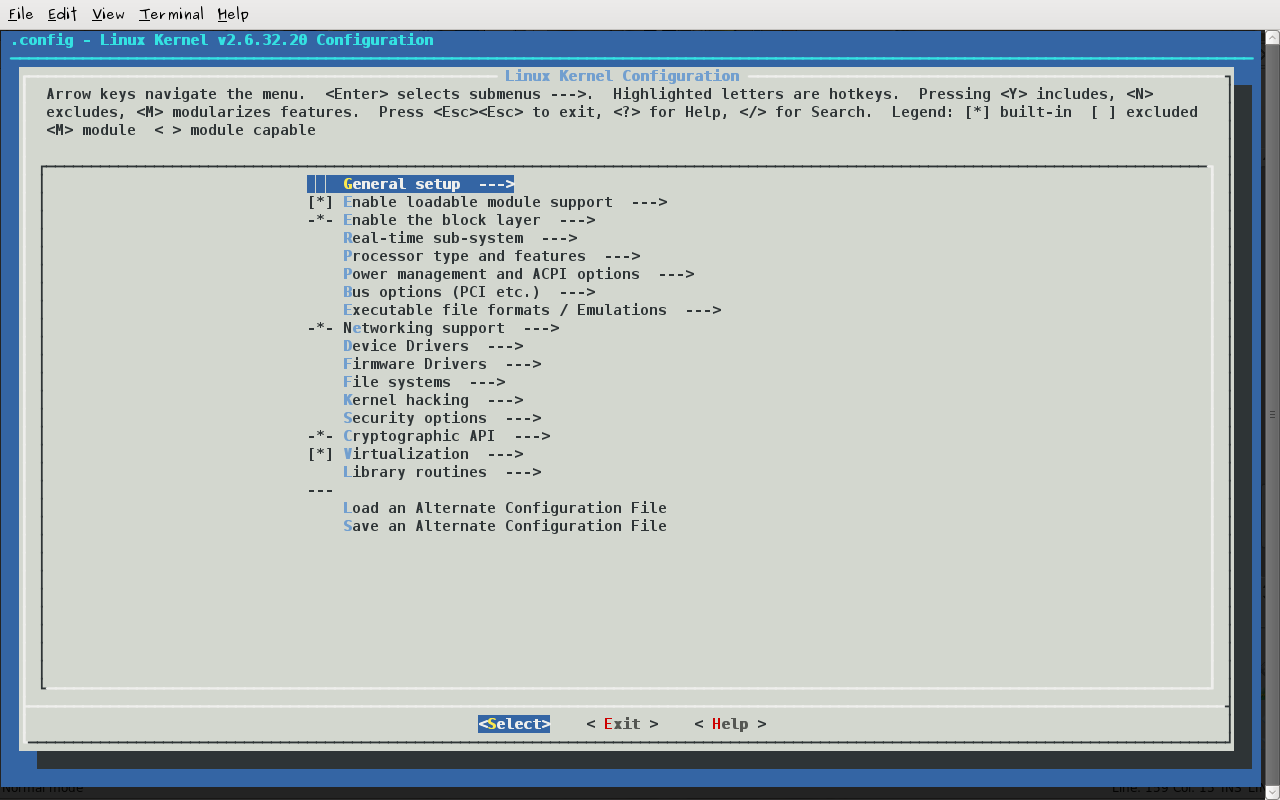 File Edit View Terminal Help
.config - Linux Kernel v2.6.32.20 Configuration
Linux Kernel Configuration
Arrow keys navigate the menu. <Enter> selects submenus --->. Highlighted letters are hotkeys. Pressing <Y> includes, <N>
excludes, <M> modularizes features. Press <Esc><Esc> to exit, <?> for Help, </> for Search. Legend: [*] built-in [ ] excluded
<M> module < > module capable
General setup --->
[*] Enable loadable module support --->
-*- Enable the block layer --->
Real-time sub-system --->
Processor type and features --->
Power management and ACPI options --->
Bus options (PCI etc.) --->
Executable file formats / Emulations --->
-*- Networking support --->
Device Drivers --->
Firmware Drivers --->
File systems --->
Kernel hacking --->
Security options --->
-*- Cryptographic API --->
[*] Virtualization --->
Library routines --->
---
Load an Alternate Configuration File
Save an Alternate Configuration File
<Select> < Exit > < Help >
Normal mode Line: 159 Col: 15 INS